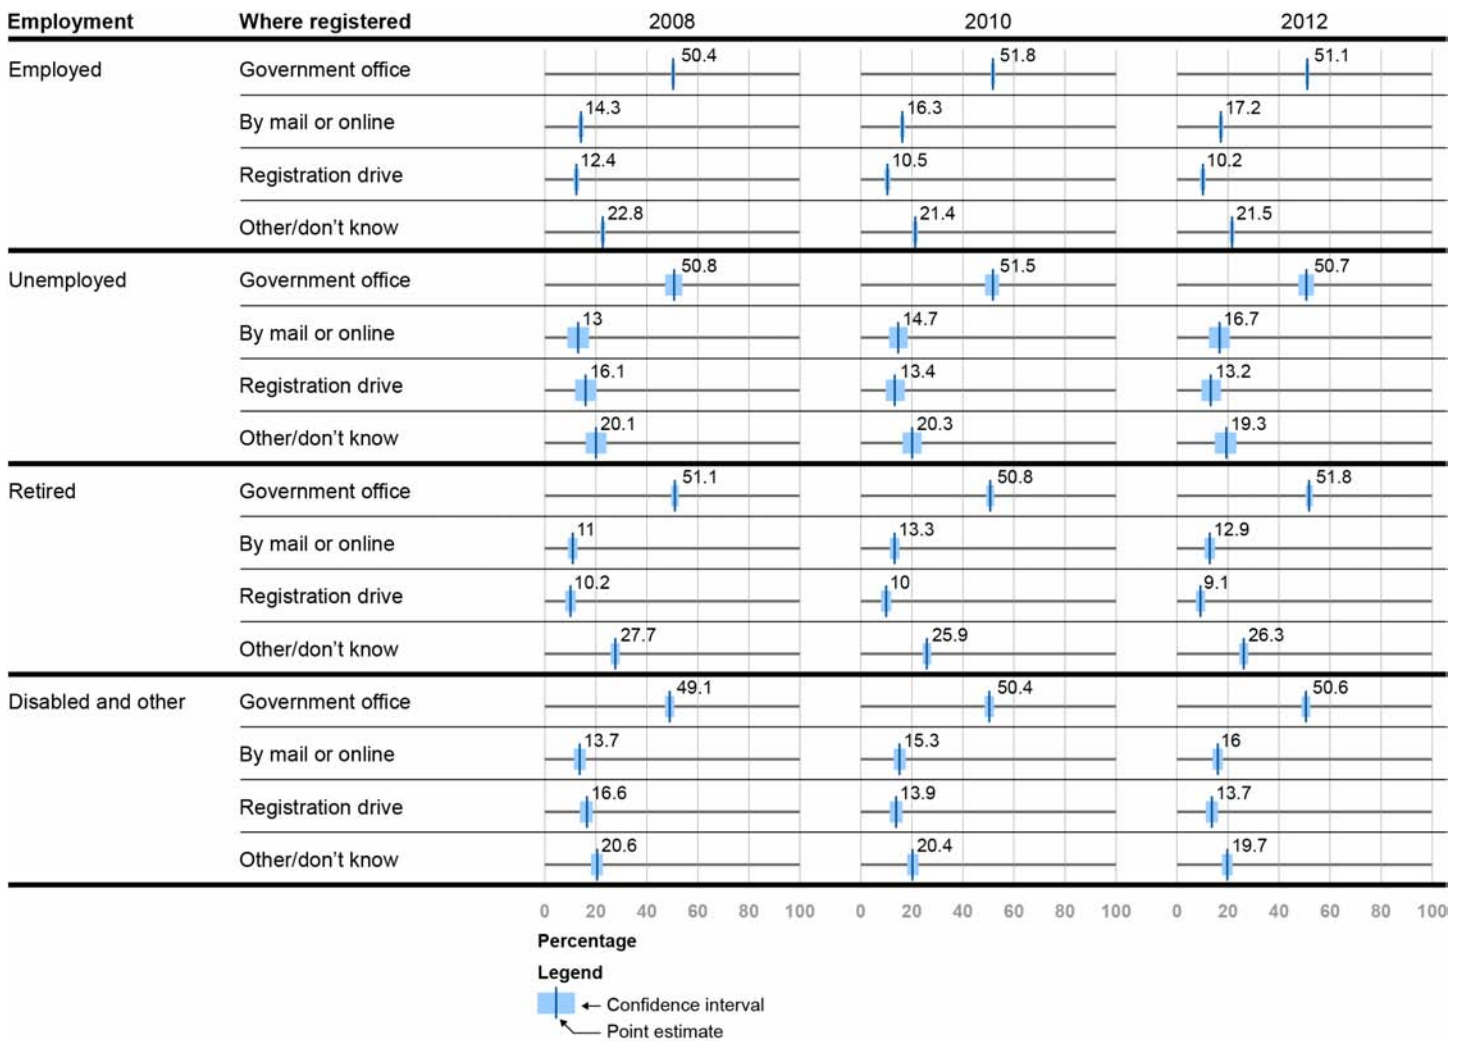 Employment Where registered 2008 2010 2012
Employed Government office 50.4 51.8 51.1
By mail or online 14.3 16.3 17.2
Registration drive 12.4 10.5 10.2
Other/don’t know 22.8 21.4 21.5
Unemployed Government office 50.8 51.5 50.7
By mail or online 13 14.7 16.7
Registration drive 16.1 13.4 13.2
Other/don’t know 20.1 20.3 19.3
Retired Government office 51.1 50.8 51.8
By mail or online 11 13.3 12.9
Registration drive 10.2 10 9.1
Other/don’t know 27.7 25.9 26.3
Disabled and other Government office 49.1 50.4 50.6
By mail or online 13.7 15.3 16
Registration drive 16.6 13.9 13.7
Other/don’t know 20.6 20.4 19.7
0 20 40 60 80 100 0 20 40 60 80 100 0 20 40 60 80 100
Percentage
Legend
Confidence interval
Point estimate